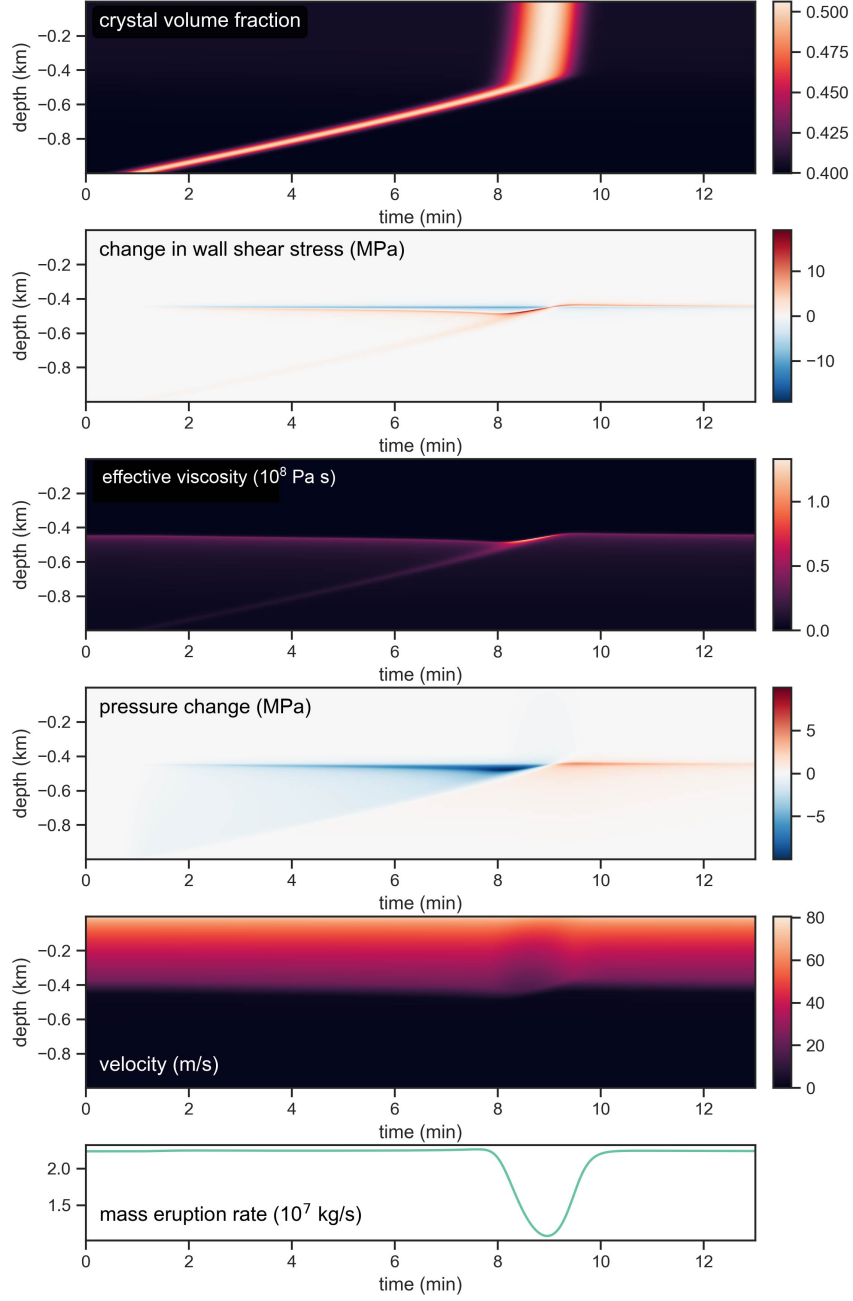 crystal volume fraction
−0.2
−0.4
−0.6
−0.8
depth (km)
0 2 4 6 8 10 12
time (min)
0.500
0.475
0.450
0.425
0.400
change in wall shear stress (MPa)
−0.2
−0.4
−0.6
−0.8
depth (km)
0 2 4 6 8 10 12
time (min)
10
0
−10
effective viscosity (10⁸ Pa s)
−0.2
−0.4
−0.6
−0.8
depth (km)
0 2 4 6 8 10 12
time (min)
1.0
0.5
0.0
pressure change (MPa)
−0.2
−0.4
−0.6
−0.8
depth (km)
0 2 4 6 8 10 12
time (min)
5
0
−5
−0.2
−0.4
−0.6
−0.8
depth (km)
velocity (m/s)
0 2 4 6 8 10 12
time (min)
80
60
40
20
0
2.0
1.5
mass eruption rate (10⁷ kg/s)
0 2 4 6 8 10 12
time (min)